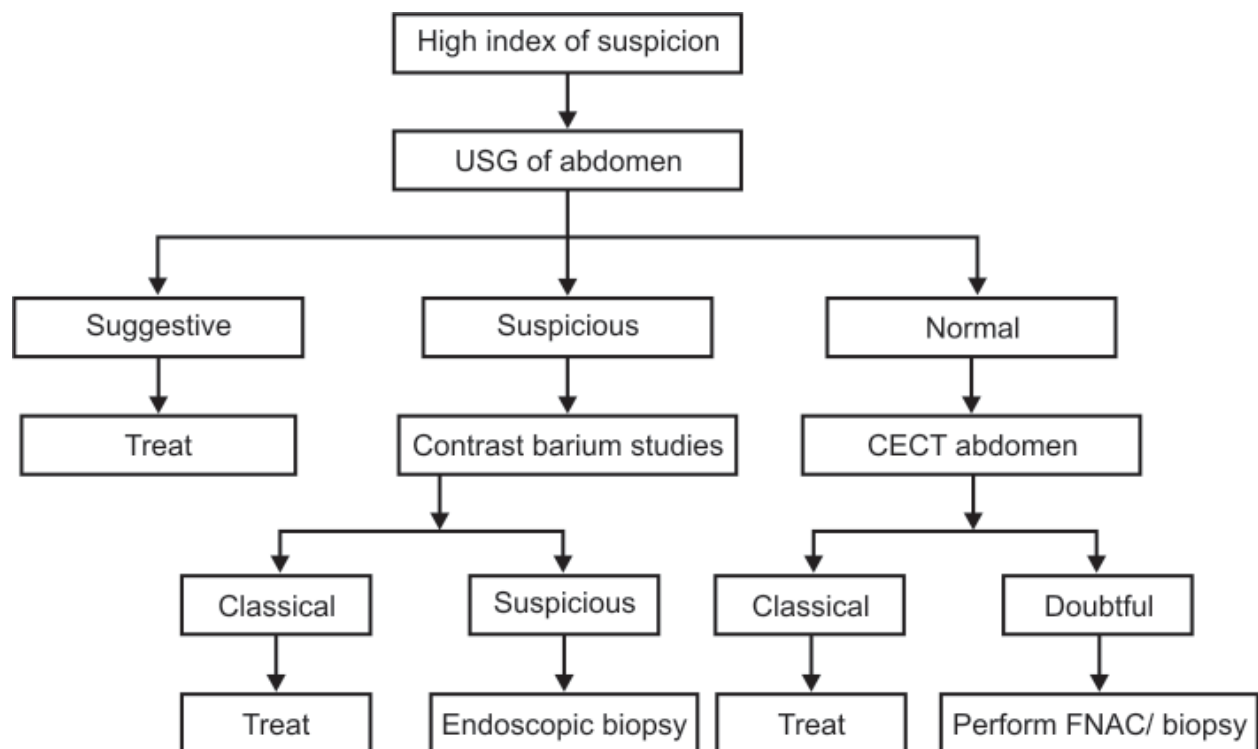 High index of suspicion
USG of abdomen
Suggestive
Suspicious
Normal
Treat
Contrast barium studies
CECT abdomen
Classical
Suspicious
Classical
Doubtful
Treat
Endoscopic biopsy
Treat
Perform FNAC/ biopsy